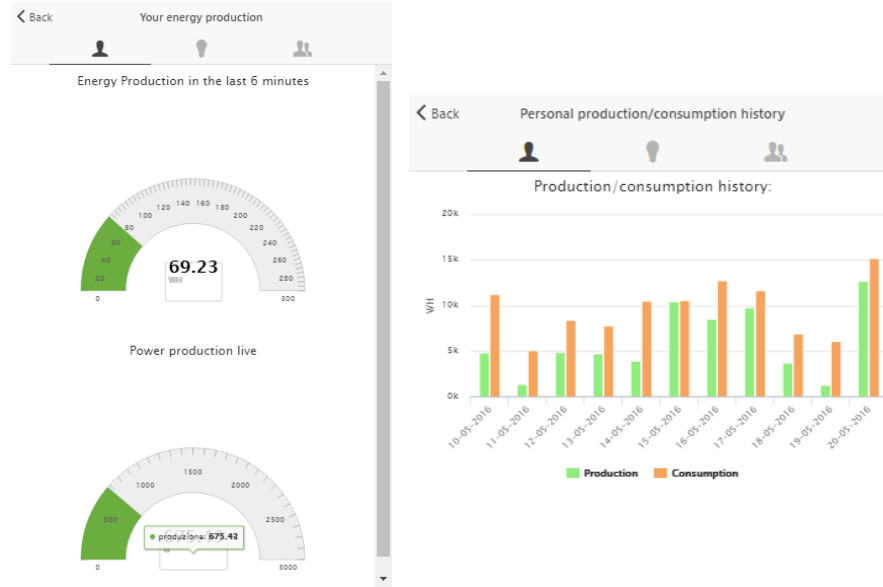 Back
Your energy production
Energy Production in the last 6 minutes
0 20 40 60 80 100 120 140 160 180 200 220 240 260 280 300
69.23
WH
Power production live
0 500 1000 1500 2000 2500 3000
675.43
produzione: 675.43
Back
Personal production/consumption history
Production/consumption history:
20k
15k
10k
5k
0k
WH
10-05-2016 11-05-2016 12-05-2016 13-05-2016 14-05-2016 15-05-2016 16-05-2016 17-05-2016 18-05-2016 19-05-2016 20-05-2016
Production Consumption